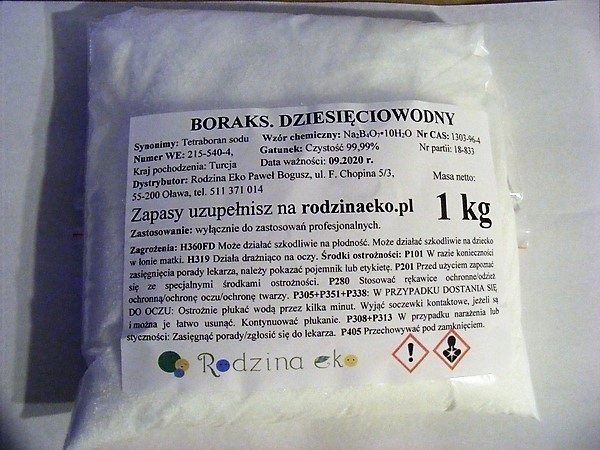 BORAKS. DZIESIĘCIOWODNY
Synonimy: Tetraboran sodu Wzór chemiczny: Na₂B₄O₇•10H₂O Nr CAS: 1303-96-4
Numer WE: 215-540-4, Gatunek: Czystość 99,99% Nr partii: 18-833
Kraj pochodzenia: Turcja Data ważności: 09.2020 r.
Dystrybutor: Rodzina Eko Paweł Bogusz, ul. F. Chopina 5/3,
55-200 Oława, tel. 511 371 014
Masa netto:
Zapasy uzupełnisz na rodzinaeko.pl 1 kg
Zastosowanie: wyłącznie do zastosowań profesjonalnych.
Zagrożenia: H360FD Może działać szkodliwie na płodność. Może działać szkodliwie na dziecko
w łonie matki. H319 Działa drażniąco na oczy. Środki ostrożności: P101 W razie konieczności
zasięgnięcia porady lekarza, należy pokazać pojemnik lub etykietę. P201 Przed użyciem zapoznać
się ze specjalnymi środkami ostrożności. P280 Stosować rękawice ochronne/odzież
ochronną/ochronę oczu/ochronę twarzy. P305+P351+P338: W PRZYPADKU DOSTANIA SIĘ
DO OCZU: Ostrożnie płukać wodą przez kilka minut. Wyjąć soczewki kontaktowe, jeżeli są
i można je łatwo usunąć. Kontynuować płukanie. P308+P313 W przypadku narażenia lub
styczności: Zasięgnąć porady/zgłosić się do lekarza. P405 Przechowywać pod zamknięciem.
Rodzina eko